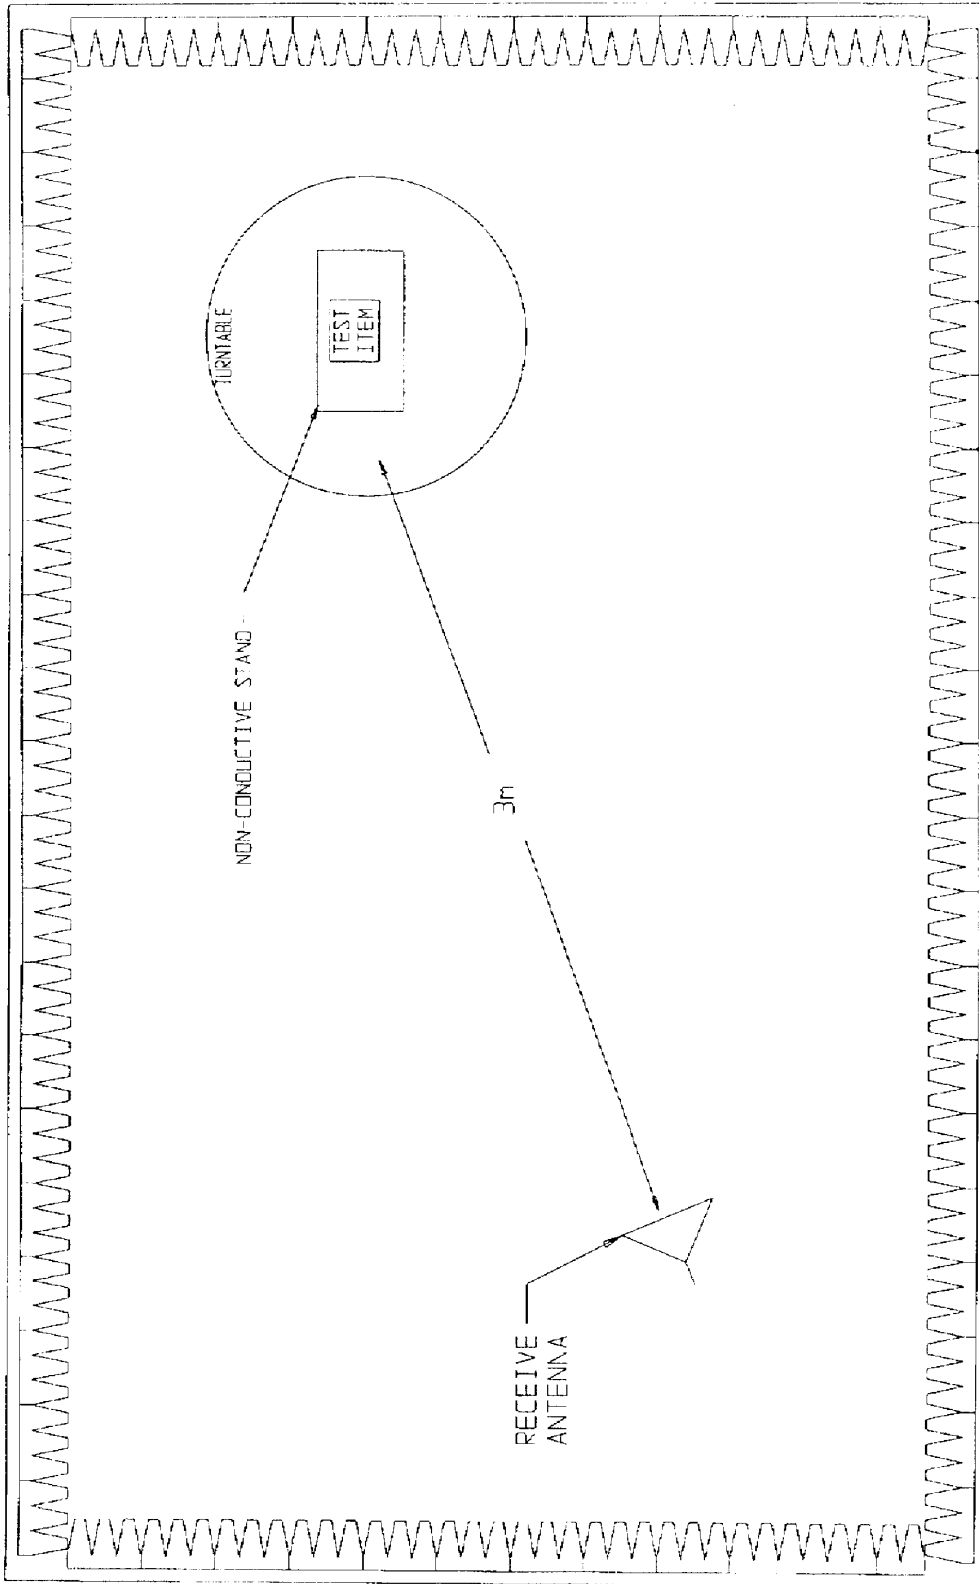 TURNTABLE
TEST
ITEM
NON-CONDUCTIVE STAND
3m
RECEIVE
ANTENNA